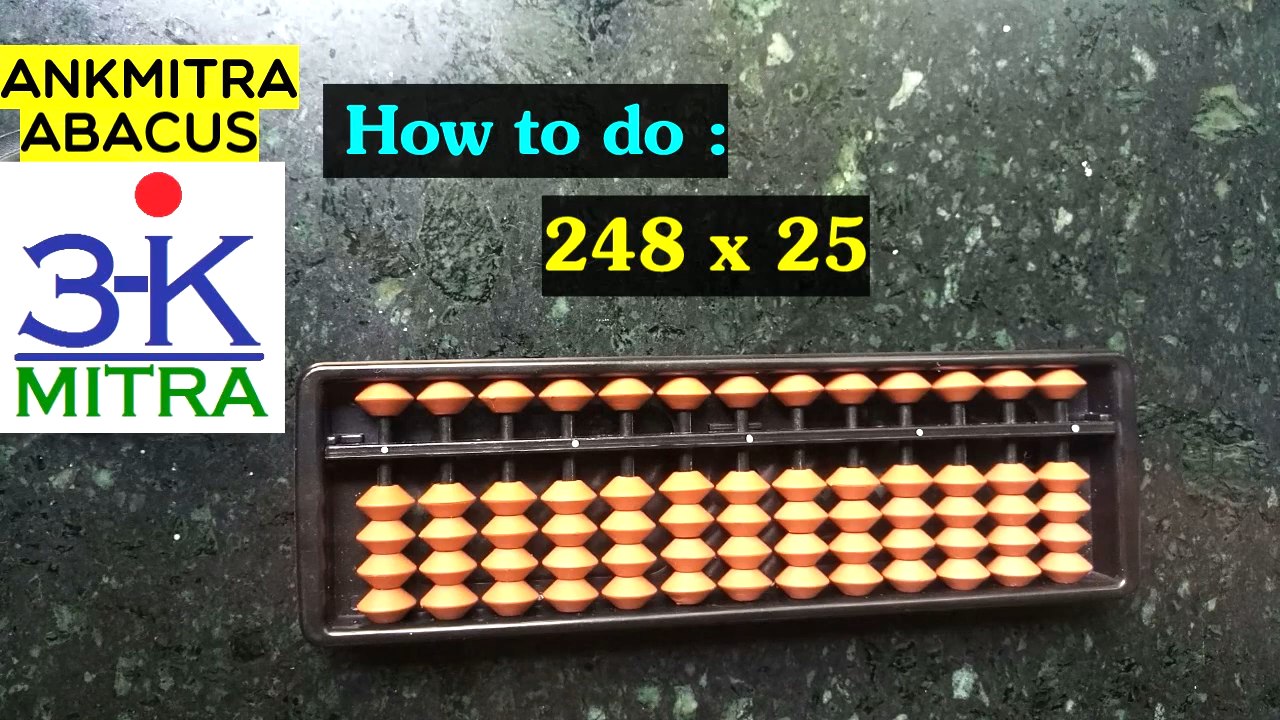 ANKMITRA
ABACUS
3-K
MITRA
How to do :
248 x 25